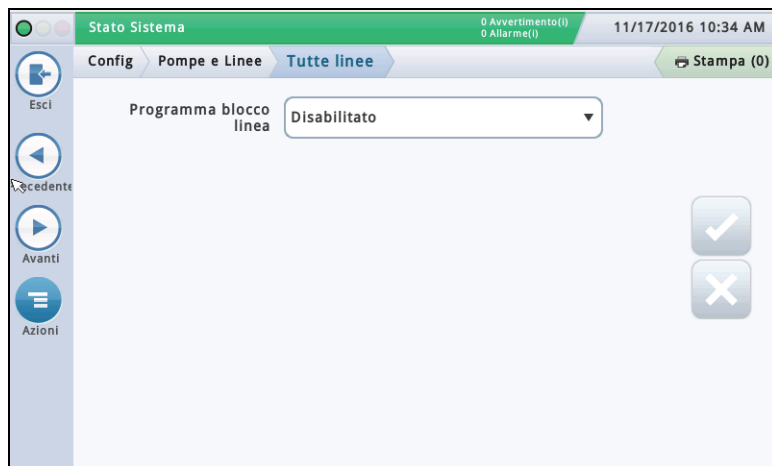 Stato Sistema
0 Avvertimento(i)
0 Allarme(i)
11/17/2016 10:34 AM
Config
Pompe e Linee
Tutte linee
Stampa (0)
Esci
Programma blocco
linea
Disabilitato
Avanti
Azioni